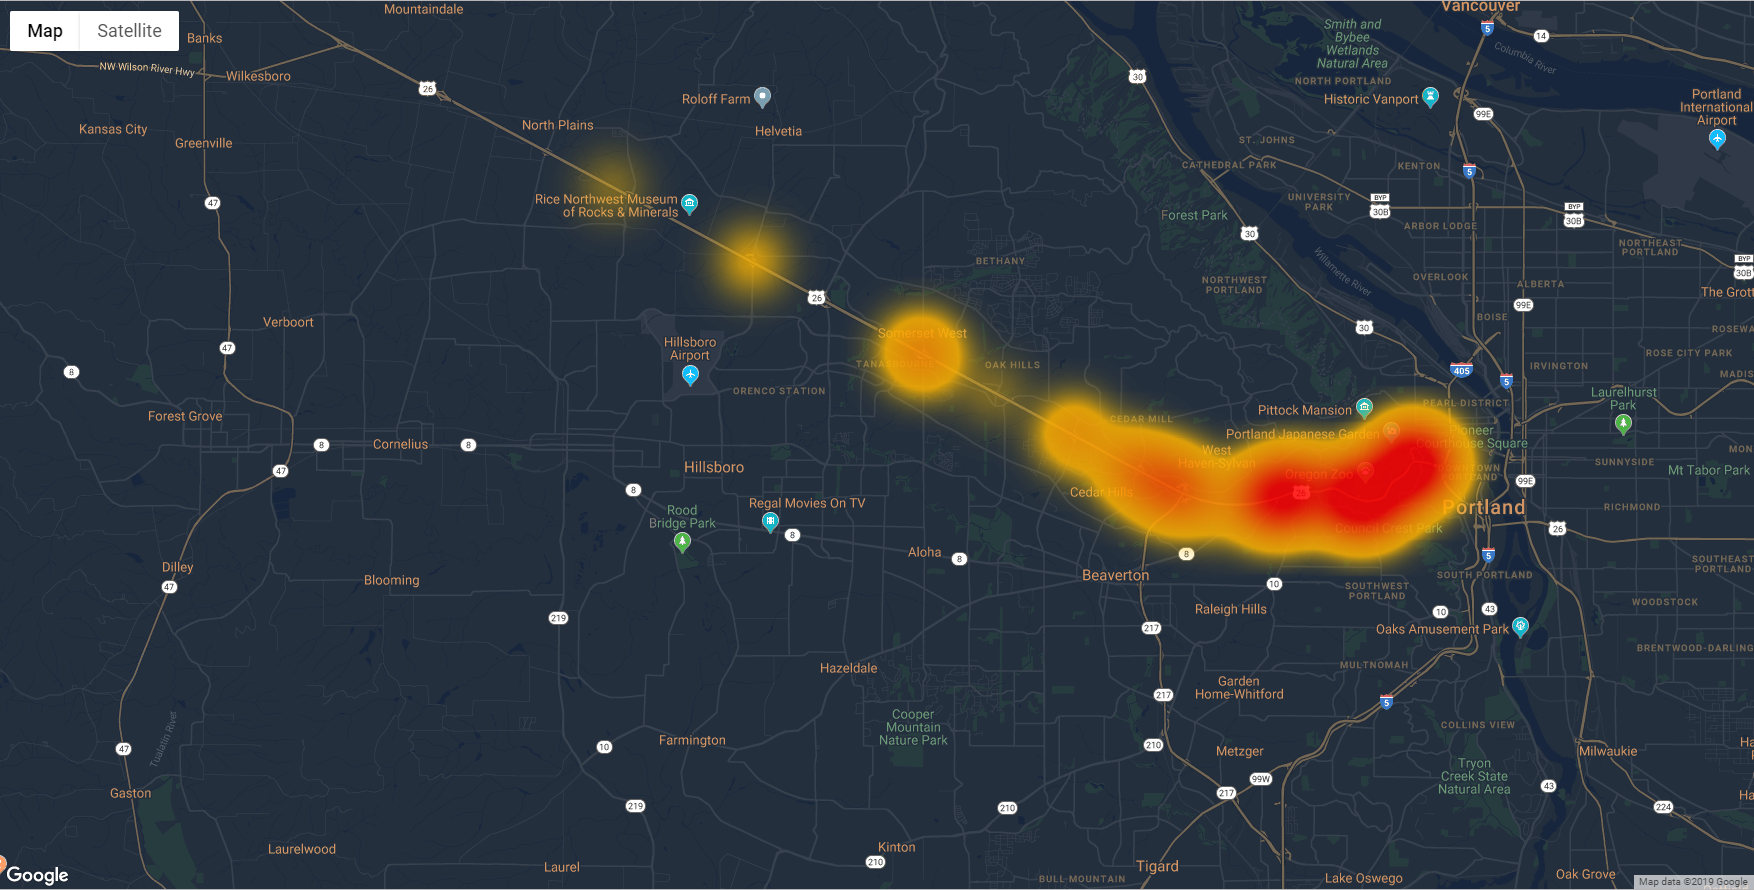 Map
Satellite
Mountaindale
Vancouver
Banks
NW Wilson River Hwy
Wilkesboro
Smith and
Bybee
Wetlands
Natural Area
5
14
Columbia River
26
30
NORTH PORTLAND
Roloff Farm
Historic Vanport
99E
Portland
International
Airport
Kansas City
North Plains
Helvetia
Greenville
ST. JOHNS
CATHEDRAL PARK
KENTON
5
47
Rice Northwest Museum
of Rocks & Minerals
UNIVERSITY
PARK
BYP
30B
BYP
30B
Forest Park
30
ARBOR LODGE
NORTHEAST
PORTLAND
BETHANY
Willamette River
BYP
30B
NORTHWEST
PORTLAND
OVERLOOK
ALBERTA
The Grott
26
99E
Verboort
BOISE
30
ROSEWA
Somerset West
Hillsboro
Airport
47
TANASBOURNE
OAK HILLS
ROSE CITY PARK
8
405
5
IRVINGTON
MADIS
ORENCO STATION
Laurelhurst
Park
Forest Grove
Pittock Mansion
PEARL DISTRICT
CEDAR MILL
Portland Japanese Garden
Pioneer
Courthouse Square
8
Cornelius
8
West
Haven-Sylvan
MON
47
Hillsboro
Oregon Zoo
DOWNTOWN
PORTLAND
SUNNYSIDE
Mt Tabor Park
8
Cedar Hills
26
99E
Regal Movies On TV
Portland
RICHMOND
Rood
Bridge Park
8
Council Crest Park
26
Aloha
8
8
5
SOUTHEAST
PORTLAND
Dilley
Blooming
Beaverton
10
SOUTHWEST
PORTLAND
SOUTH PORTLAND
47
WOODSTOCK
219
Raleigh Hills
10
43
217
Oaks Amusement Park
BRENTWOOD-DARLING
Hazeldale
MULTNOMAH
Garden
Home-Whitford
217
5
Cooper
Mountain
Nature Park
COLLINS VIEW
Tualatin River
47
10
Farmington
210
Metzger
Milwaukie
Ha
Tryon
Creek State
Natural Area
99W
43
Gaston
217
Ha
219
210
224
Laurelwood
Kinton
Laurel
210
Tigard
BULL MOUNTAIN
Lake Oswego
Oak Grove
Google
Map data ©2019 Google